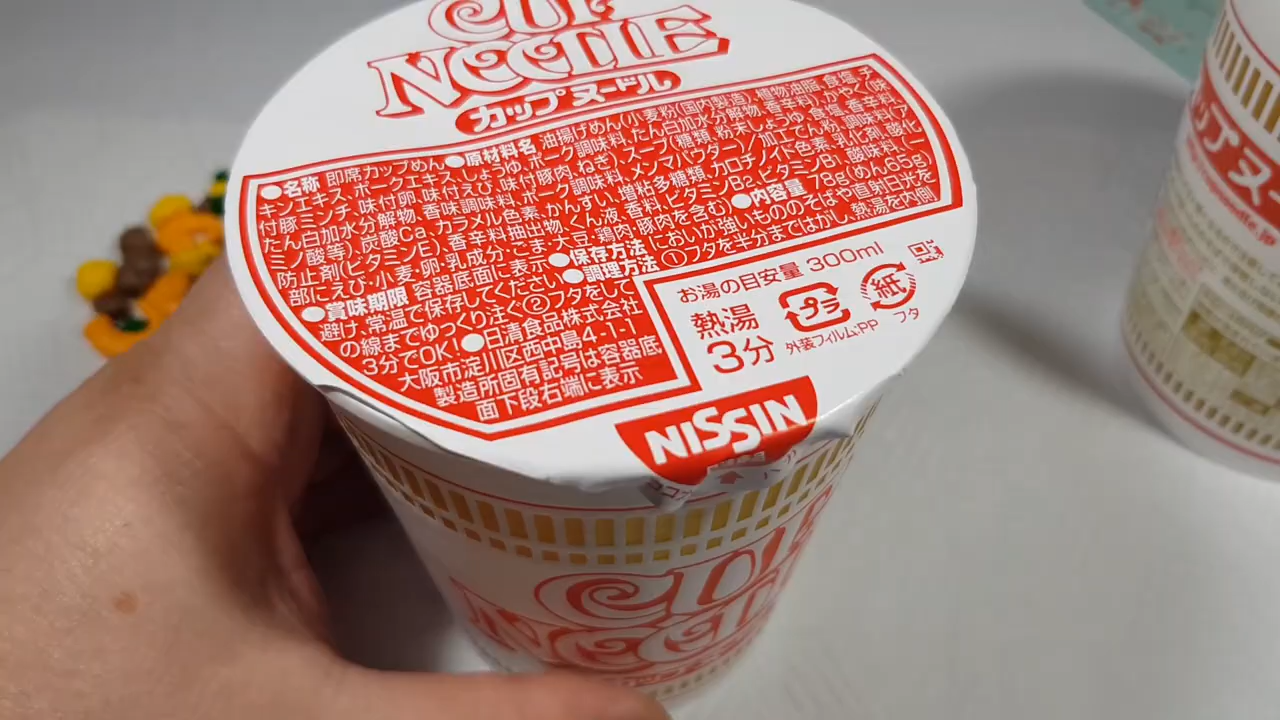 CUP
NOODLE
カップヌードル
●名称 即席カップめん●原材料名 油揚げめん(小麦粉(国内製造)、植物油脂、食塩、チ
キンエキス、ポークエキス、しょうゆ、ポーク調味料、たん白加水分解物、香辛料)、かやく(味
付豚ミンチ、味付卵、味付えび、味付豚肉、ねぎ)、スープ(糖類、粉末しょうゆ、食塩、香辛料、
たん白加水分解物、香味調味料、ポーク調味料、メンマパウダー)/加工でん粉、調味料(ア
ミノ酸等)、炭酸Ca、カラメル色素、かんすい、増粘多糖類、カロチノイド色素、乳化剤、酸化
防止剤(ビタミンE)、香辛料抽出物、くん液、香料、ビタミンB2、ビタミンB1、酸味料、(一
部にえび・小麦・卵・乳成分・ごま・大豆・鶏肉・豚肉を含む)●内容量 78g(めん65g)
●賞味期限 容器底面に表示●保存方法 においが強いもののそばや直射日光を
避け、常温で保存してください●調理方法 ①フタを半分まではがし、熱湯を内側
の線までゆっくり注ぐ②フタをして
3分でOK!●日清食品株式会社
大阪市淀川区西中島4-1-1
製造所固有記号は容器底
面下段右端に表示
お湯の目安量 300ml
熱湯
3分
プラ
外装フィルム:PP
紙
フタ
NISSIN
CUP
NOODLE